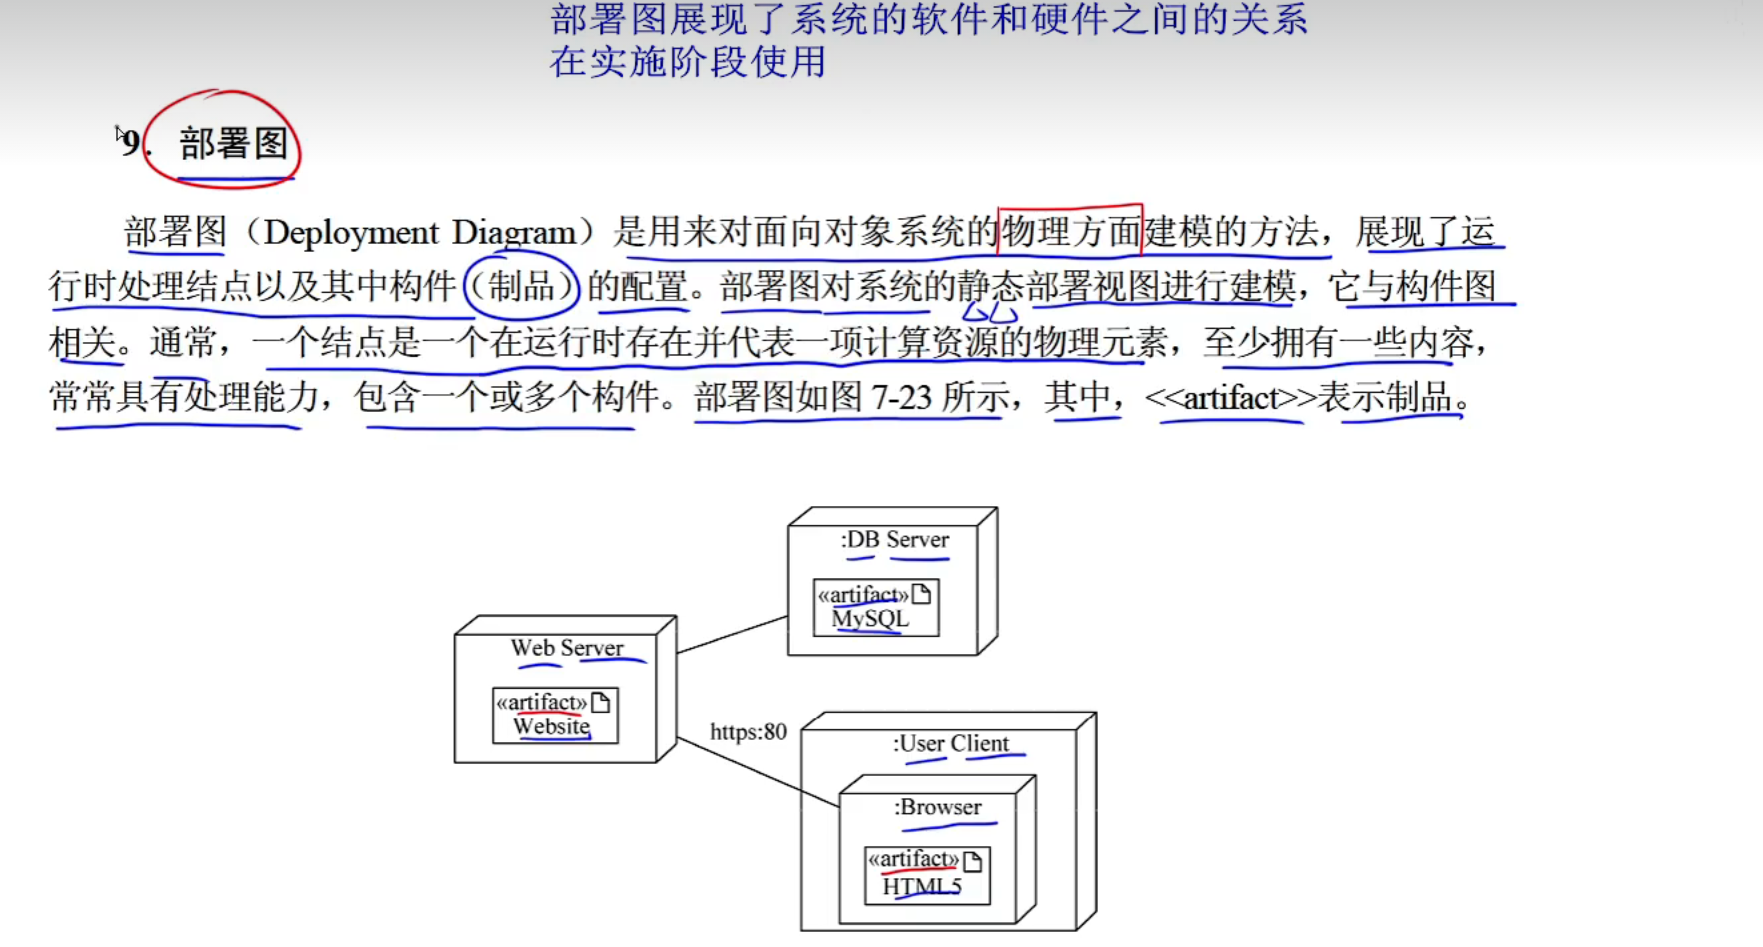 部署图展现了系统的软件和硬件之间的关系
在实施阶段使用
9. 部署图
部署图（Deployment Diagram）是用来对面向对象系统的物理方面建模的方法，展现了运
行时处理结点以及其中构件（制品）的配置。部署图对系统的静态部署视图进行建模，它与构件图
相关。通常，一个结点是一个在运行时存在并代表一项计算资源的物理元素，至少拥有一些内容，
常常具有处理能力，包含一个或多个构件。部署图如图 7-23 所示，其中，<<artifact>>表示制品。
:DB Server
«artifact»
MySQL
Web Server
«artifact»
Website
https:80
:User Client
:Browser
«artifact»
HTML5